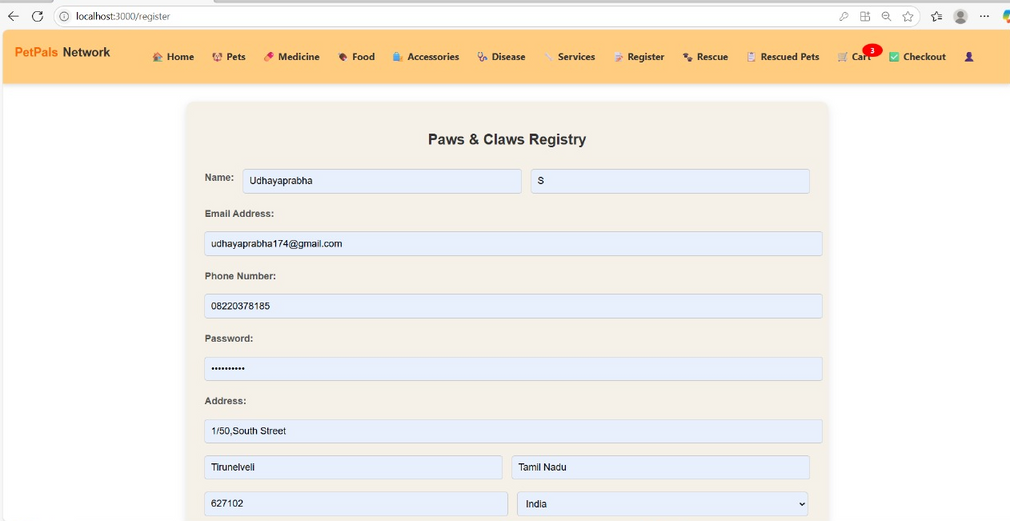 localhost:3000/register
PetPals Network
Home Pets Medicine Food Accessories Disease Services Register Rescue Rescued Pets Cart 3 Checkout
Paws & Claws Registry
Name: Udhayaprabha S
Email Address:
udhayaprabha174@gmail.com
Phone Number:
08220378185
Password:
••••••••••
Address:
1/50,South Street
Tirunelveli Tamil Nadu
627102 India